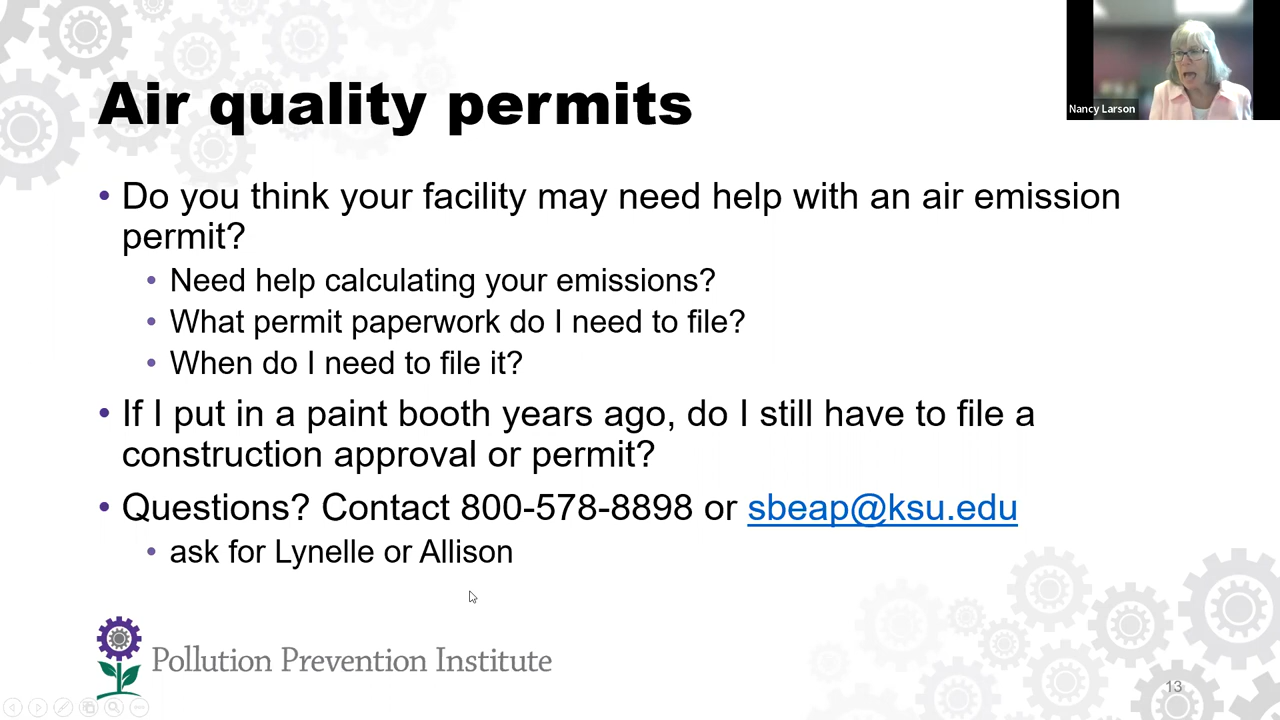 Nancy Larson
Air quality permits
• Do you think your facility may need help with an air emission
permit?
• Need help calculating your emissions?
• What permit paperwork do I need to file?
• When do I need to file it?
• If I put in a paint booth years ago, do I still have to file a
construction approval or permit?
• Questions? Contact 800-578-8898 or sbeap@ksu.edu
• ask for Lynelle or Allison
Pollution Prevention Institute
13